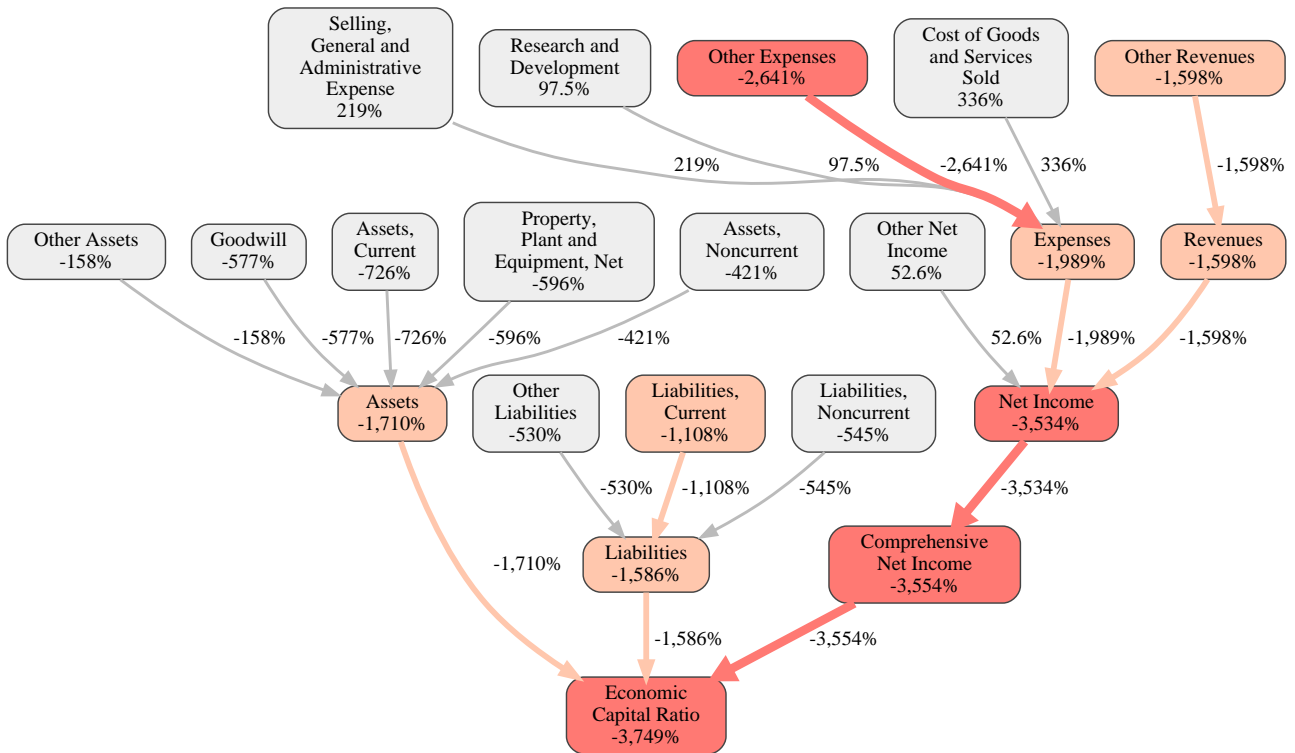 Selling,
General and
Administrative
Expense
219%
Research and
Development
97.5%
Other Expenses
-2,641%
Cost of Goods
and Services
Sold
336%
Other Revenues
-1,598%
219%
97.5%
-2,641%
336%
-1,598%
Other Assets
-158%
Goodwill
-577%
Assets,
Current
-726%
Property,
Plant and
Equipment, Net
-596%
Assets,
Noncurrent
-421%
Other Net
Income
52.6%
Expenses
-1,989%
Revenues
-1,598%
-158%
-577%
-726%
-596%
-421%
52.6%
-1,989%
-1,598%
Assets
-1,710%
Other
Liabilities
-530%
Liabilities,
Current
-1,108%
Liabilities,
Noncurrent
-545%
Net Income
-3,534%
-530%
-1,108%
-545%
-3,534%
-1,710%
Liabilities
-1,586%
Comprehensive
Net Income
-3,554%
-1,586%
-3,554%
Economic
Capital Ratio
-3,749%